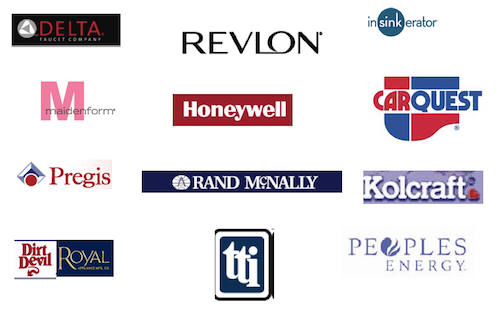 DELTA
FAUCET COMPANY
REVLON®
insinkerator
M
maidenform®
Honeywell
CARQUEST®
Pregis
RAND McNALLY
Kolcraft
Dirt
Devil
ROYAL
APPLIANCE MFG. CO.
tti
PEOPLES
ENERGY